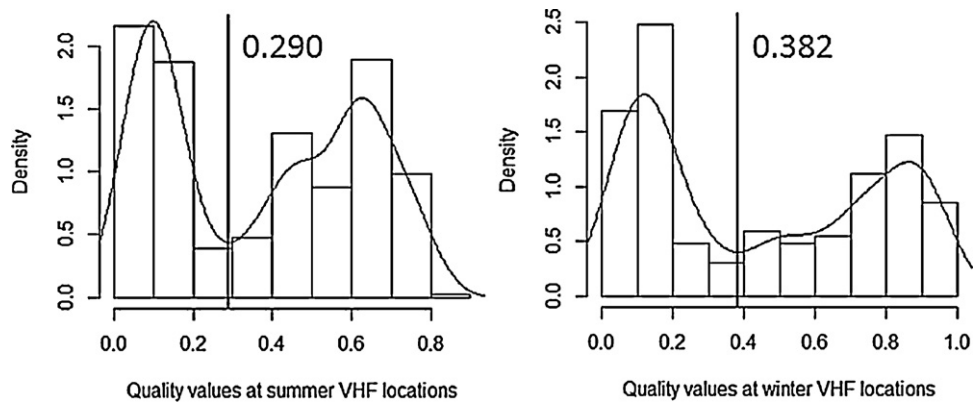 0.290
Density
0.0
0.5
1.0
1.5
2.0
0.0 0.2 0.4 0.6 0.8
Quality values at summer VHF locations
0.382
Density
0.0
0.5
1.0
1.5
2.0
2.5
0.0 0.2 0.4 0.6 0.8 1.0
Quality values at winter VHF locations